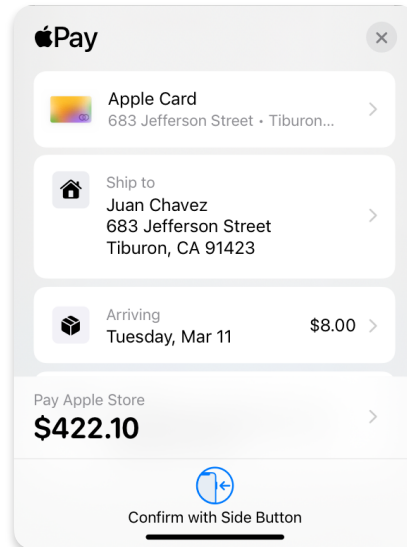 Pay
Apple Card
683 Jefferson Street • Tiburon...
Ship to
Juan Chavez
683 Jefferson Street
Tiburon, CA 91423
Arriving
Tuesday, Mar 11
$8.00
Pay Apple Store
$422.10
Confirm with Side Button